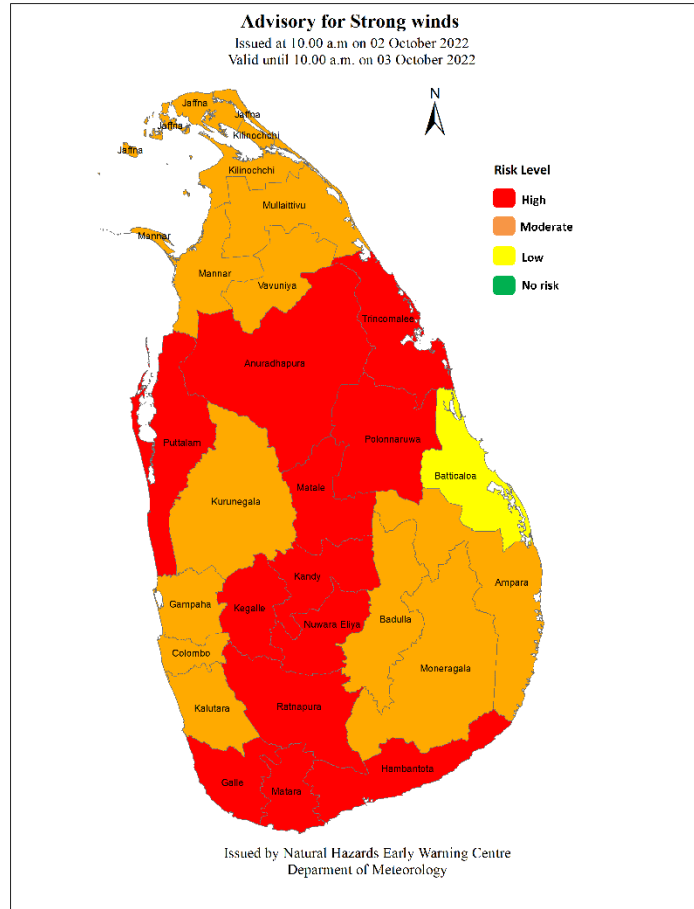 Advisory for Strong winds
Issued at 10.00 a.m on 02 October 2022
Valid until 10.00 a.m. on 03 October 2022
N
Jaffna
Jaffna
Jaffna
Kilinochchi
Jaffna
Kilinochchi
Risk Level
High
Moderate
Low
No risk
Mullaittivu
Mannar
Mannar
Vavuniya
Trincomalee
Anuradhapura
Puttalam
Polonnaruwa
Batticaloa
Matale
Kurunegala
Kandy
Ampara
Gampaha
Kegalle
Badulla
Nuwara Eliya
Colombo
Moneragala
Kalutara
Ratnapura
Hambantota
Galle
Matara
Issued by Natural Hazards Early Warning Centre
Deparment of Meteorology